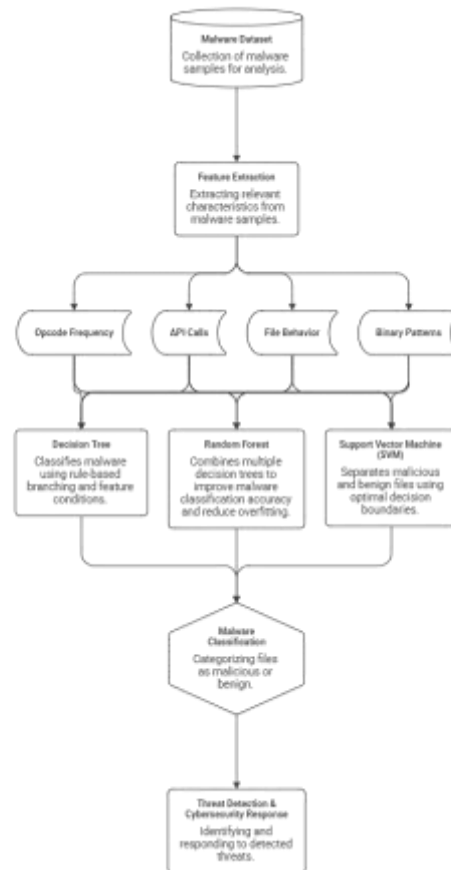 Malware Dataset
Collection of malware
samples for analysis.
Feature Extraction
Extracting relevant
characteristics from
malware samples.
Opcode Frequency
API Calls
File Behavior
Binary Patterns
Decision Tree
Classifies malware
using rule-based
branching and feature
conditions.
Random Forest
Combines multiple
decision trees to
improve malware
classification accuracy
and reduce overfitting.
Support Vector Machine
(SVM)
Separates malicious
and benign files using
optimal decision
boundaries.
Malware
Classification
Categorizing files
as malicious or
benign.
Threat Detection &
Cybersecurity Response
Identifying and
responding to detected
threats.